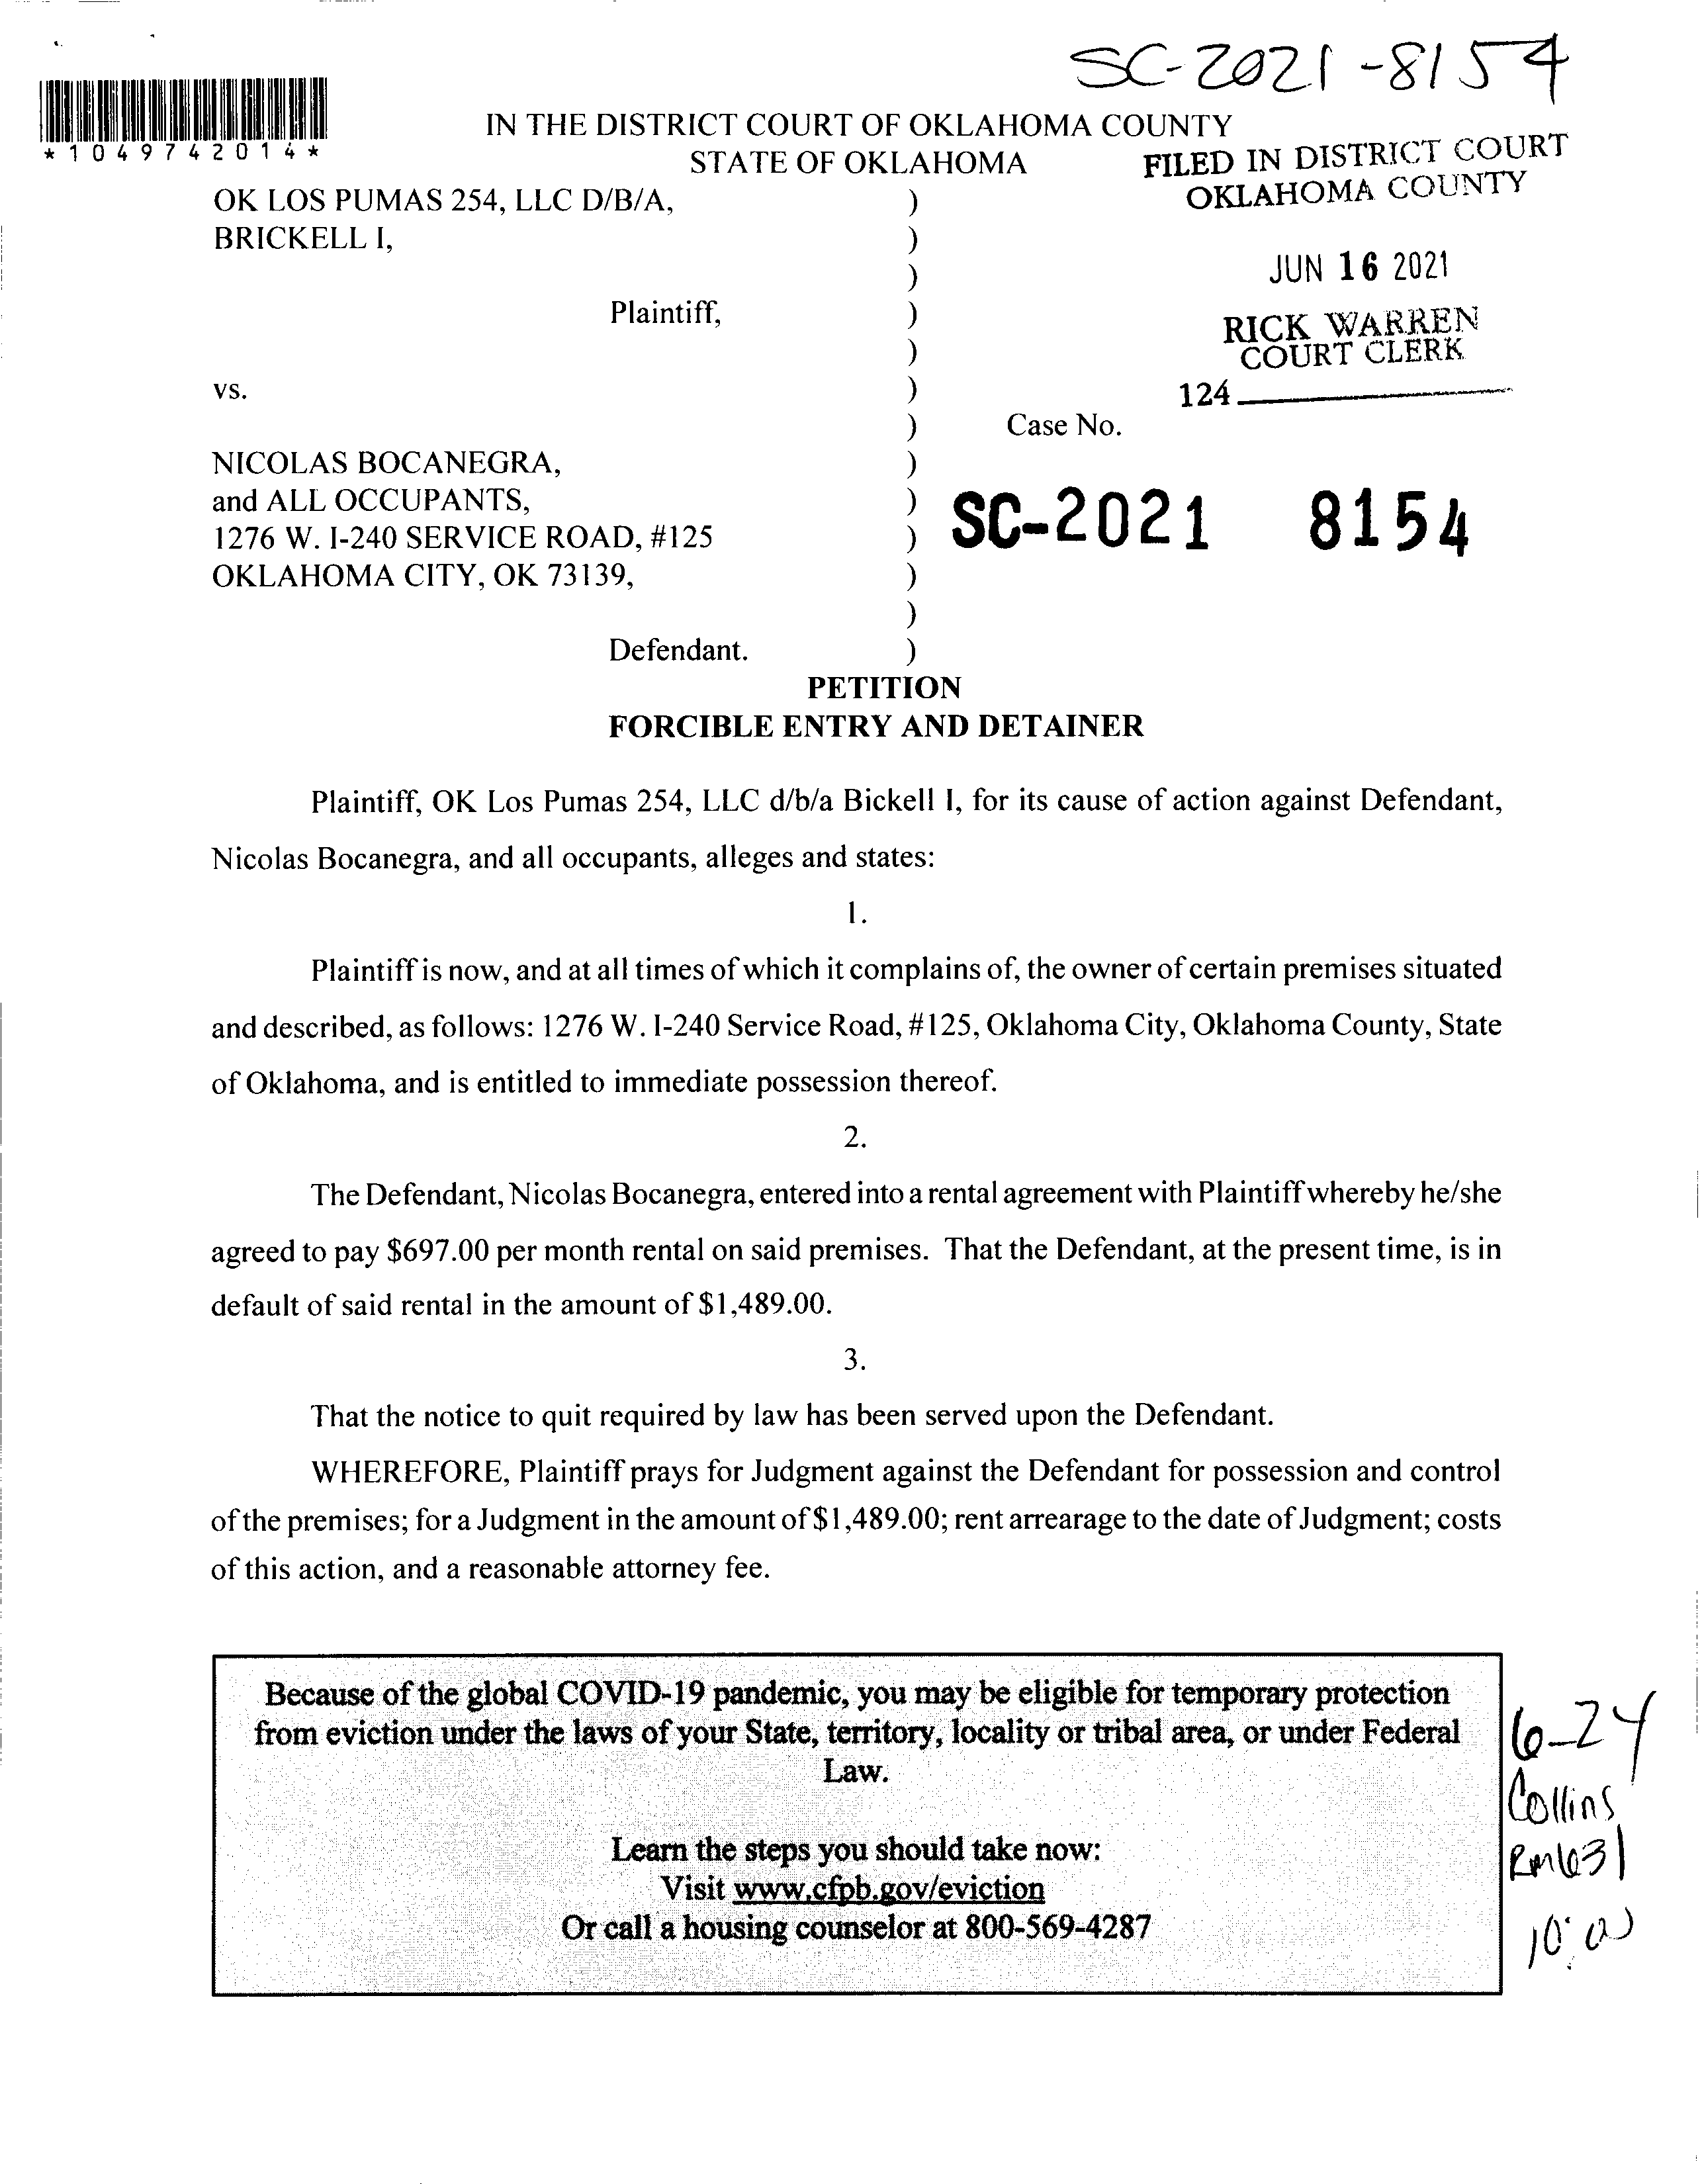 SC-2021-8154
*1049742014*
IN THE DISTRICT COURT OF OKLAHOMA COUNTY
STATE OF OKLAHOMA
FILED IN DISTRICT COURT
OKLAHOMA COUNTY
JUN 16 2021
RICK WARREN
COURT CLERK
124
OK LOS PUMAS 254, LLC D/B/A, )
BRICKELL I, )
)
Plaintiff, )
)
vs. )
) Case No.
NICOLAS BOCANEGRA, )
and ALL OCCUPANTS, ) SC-2021 8154
1276 W. I-240 SERVICE ROAD, #125 )
OKLAHOMA CITY, OK 73139, )
)
Defendant. )
PETITION
FORCIBLE ENTRY AND DETAINER
Plaintiff, OK Los Pumas 254, LLC d/b/a Bickell I, for its cause of action against Defendant,
Nicolas Bocanegra, and all occupants, alleges and states:
1.
Plaintiff is now, and at all times of which it complains of, the owner of certain premises situated
and described, as follows: 1276 W. I-240 Service Road, #125, Oklahoma City, Oklahoma County, State
of Oklahoma, and is entitled to immediate possession thereof.
2.
The Defendant, Nicolas Bocanegra, entered into a rental agreement with Plaintiff whereby he/she
agreed to pay $697.00 per month rental on said premises. That the Defendant, at the present time, is in
default of said rental in the amount of $1,489.00.
3.
That the notice to quit required by law has been served upon the Defendant.
WHEREFORE, Plaintiff prays for Judgment against the Defendant for possession and control
of the premises; for a Judgment in the amount of $1,489.00; rent arrearage to the date of Judgment; costs
of this action, and a reasonable attorney fee.
Because of the global COVID-19 pandemic, you may be eligible for temporary protection
from eviction under the laws of your State, territory, locality or tribal area, or under Federal
Law.
Learn the steps you should take now:
Visit www.cfpb.gov/eviction
Or call a housing counselor at 800-569-4287
6-24
Collins
Rm 631
10:00